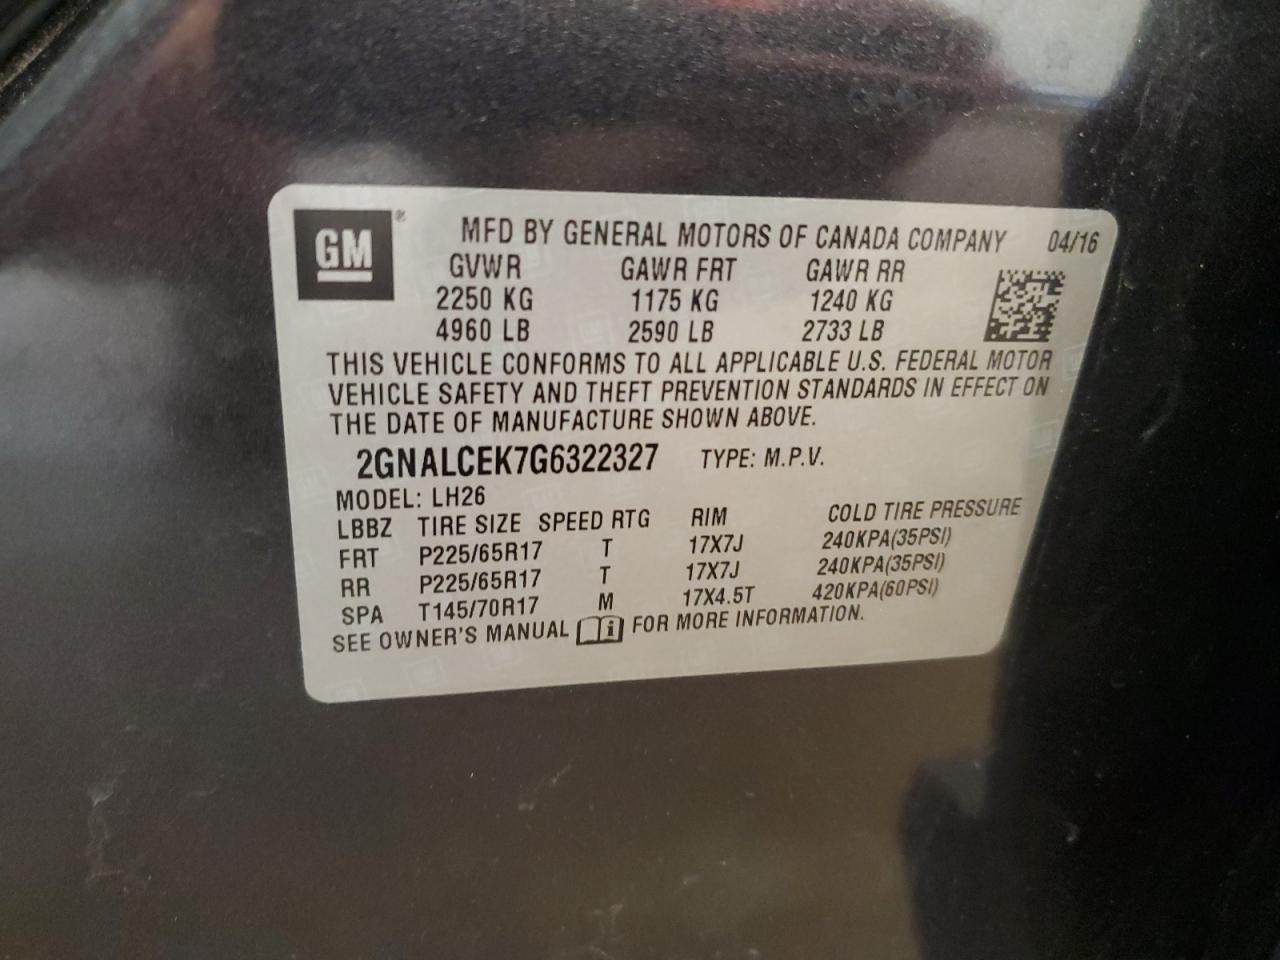 GM® MFD BY GENERAL MOTORS OF CANADA COMPANY 04/16
GVWR GAWR FRT GAWR RR
2250 KG 1175 KG 1240 KG
4960 LB 2590 LB 2733 LB
THIS VEHICLE CONFORMS TO ALL APPLICABLE U.S. FEDERAL MOTOR
VEHICLE SAFETY AND THEFT PREVENTION STANDARDS IN EFFECT ON
THE DATE OF MANUFACTURE SHOWN ABOVE.
2GNALCEK7G6322327 TYPE: M.P.V.
MODEL: LH26
LBBZ TIRE SIZE SPEED RTG RIM COLD TIRE PRESSURE
FRT P225/65R17 T 17X7J 240KPA(35PSI)
RR P225/65R17 T 17X7J 240KPA(35PSI)
SPA T145/70R17 M 17X4.5T 420KPA(60PSI)
SEE OWNER'S MANUAL i FOR MORE INFORMATION.